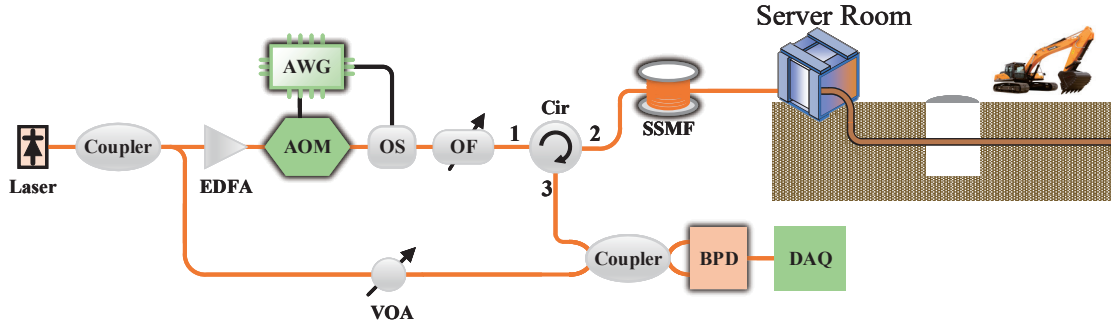 Server Room
AWG
SSMF
Cir
1
2
3
Laser
Coupler
EDFA
AOM
OS
OF
Coupler
BPD
DAQ
VOA